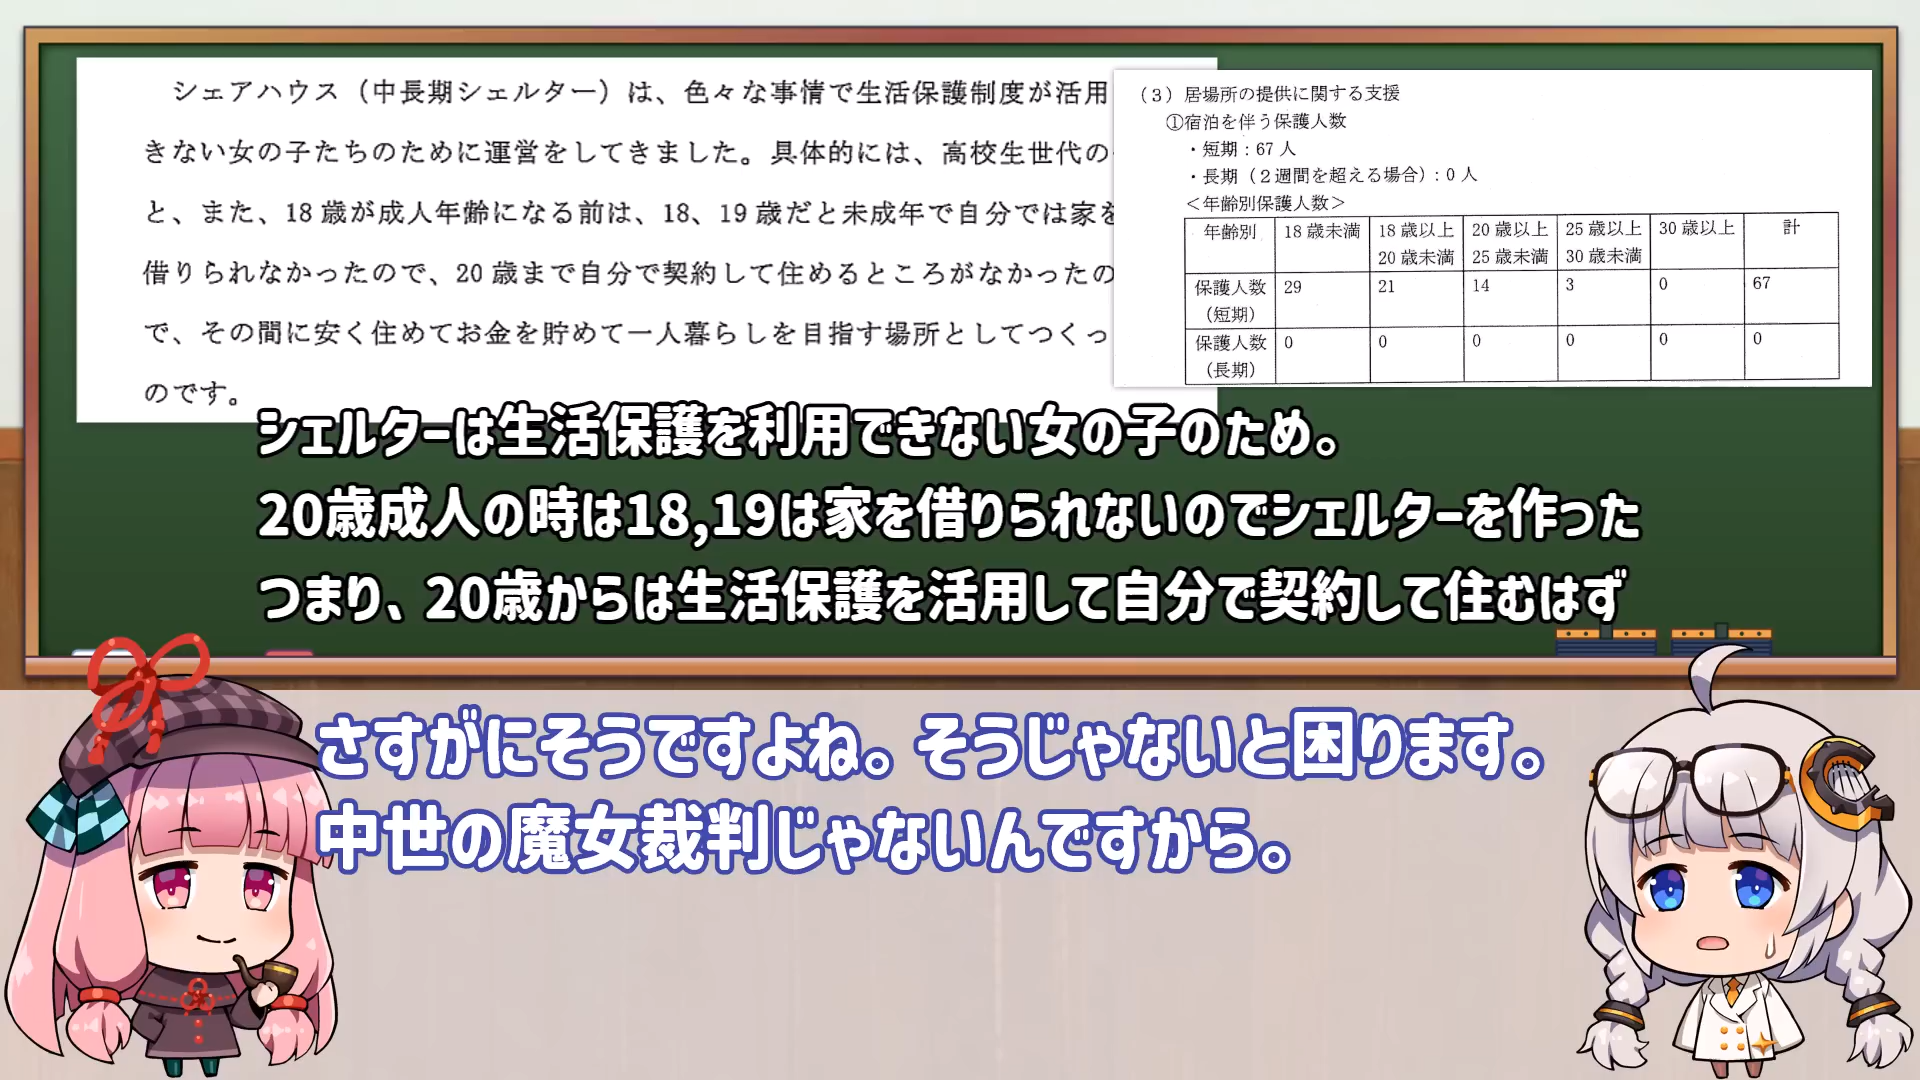 シェアハウス（中長期シェルター）は、色々な事情で生活保護制度が活用
きない女の子たちのために運営をしてきました。具体的には、高校生世代の
と、また、18歳が成人年齢になる前は、18、19歳だと未成年で自分では家を
借りられなかったので、20歳まで自分で契約して住めるところがなかったの
で、その間に安く住めてお金を貯めて一人暮らしを目指す場所としてつくっ
のです。
（3）居場所の提供に関する支援
①宿泊を伴う保護人数
・短期：67人
・長期（２週間を超える場合）：0人
＜年齢別保護人数＞
年齢別 18歳未満 18歳以上20歳未満 20歳以上25歳未満 25歳以上30歳未満 30歳以上 計
保護人数（短期） 29 21 14 3 0 67
保護人数（長期） 0 0 0 0 0 0
シェルターは生活保護を利用できない女の子のため。
20歳成人の時は18,19は家を借りられないのでシェルターを作った
つまり、20歳からは生活保護を活用して自分で契約して住むはず
さすがにそうですよね。そうじゃないと困ります。
中世の魔女裁判じゃないんですから。